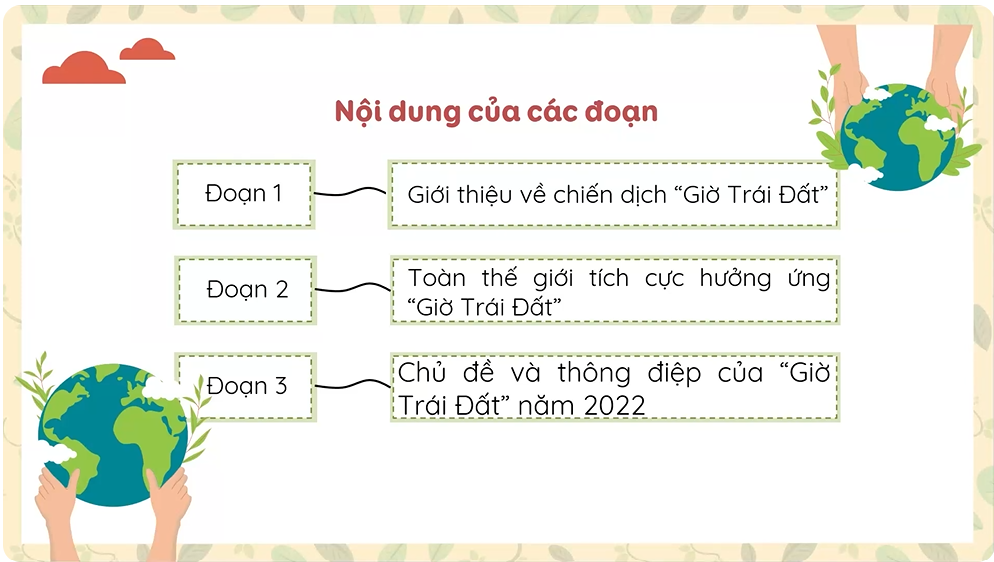 Nội dung của các đoạn
Đoạn 1
Giới thiệu về chiến dịch “Giờ Trái Đất”
Đoạn 2
Toàn thế giới tích cực hưởng ứng
“Giờ Trái Đất”
Đoạn 3
Chủ đề và thông điệp của “Giờ
Trái Đất” năm 2022